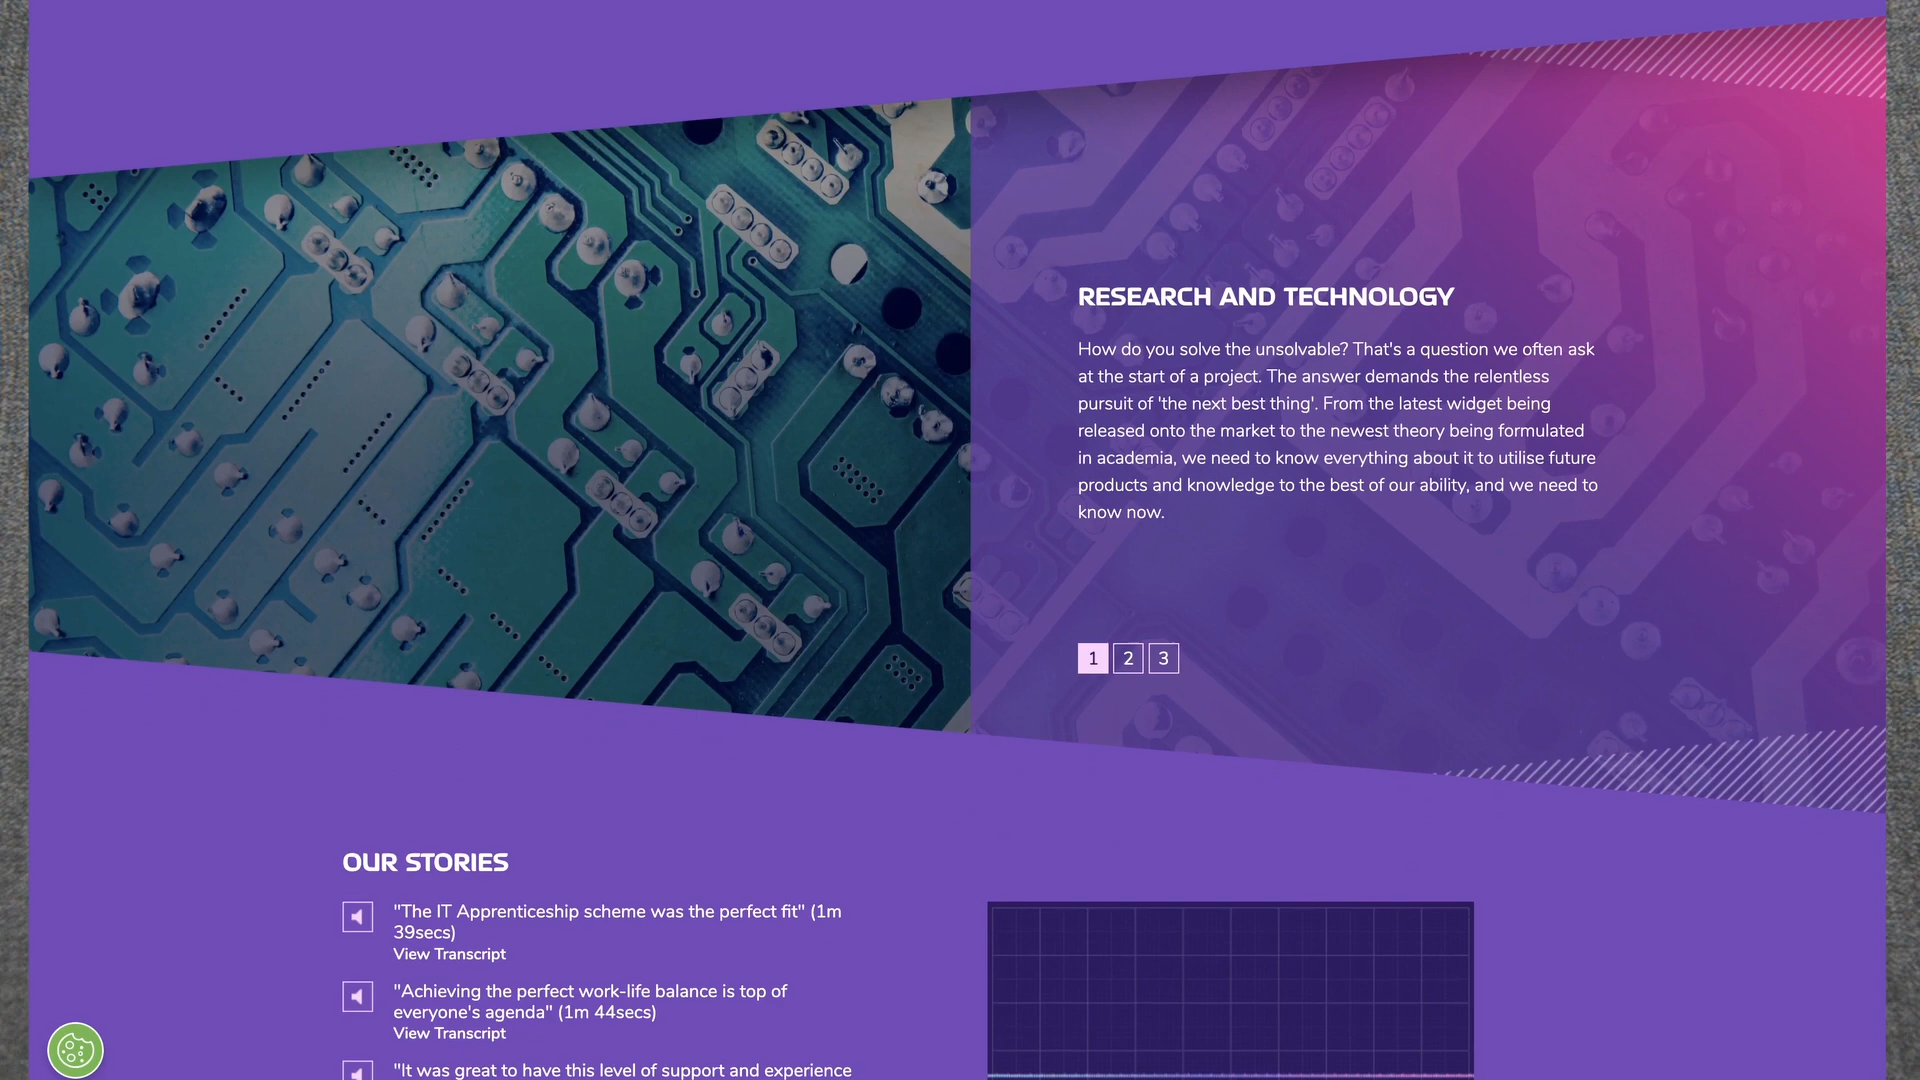 RESEARCH AND TECHNOLOGY
How do you solve the unsolvable? That's a question we often ask
at the start of a project. The answer demands the relentless
pursuit of 'the next best thing'. From the latest widget being
released onto the market to the newest theory being formulated
in academia, we need to know everything about it to utilise future
products and knowledge to the best of our ability, and we need to
know now.
1 2 3
OUR STORIES
"The IT Apprenticeship scheme was the perfect fit" (1m
39secs)
View Transcript
"Achieving the perfect work-life balance is top of
everyone's agenda" (1m 44secs)
View Transcript
"It was great to have this level of support and experience